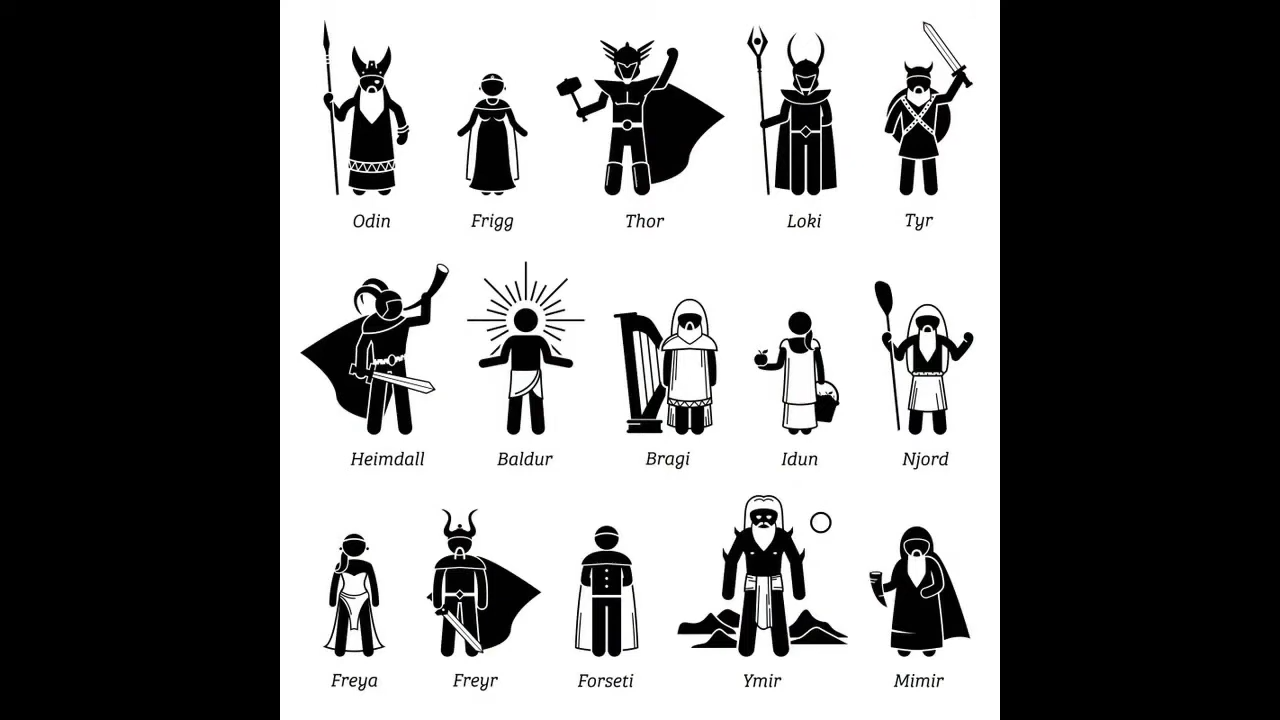 Odin
Frigg
Thor
Loki
Tyr
Heimdall
Baldur
Bragi
Idun
Njord
Freya
Freyr
Forseti
Ymir
Mimir